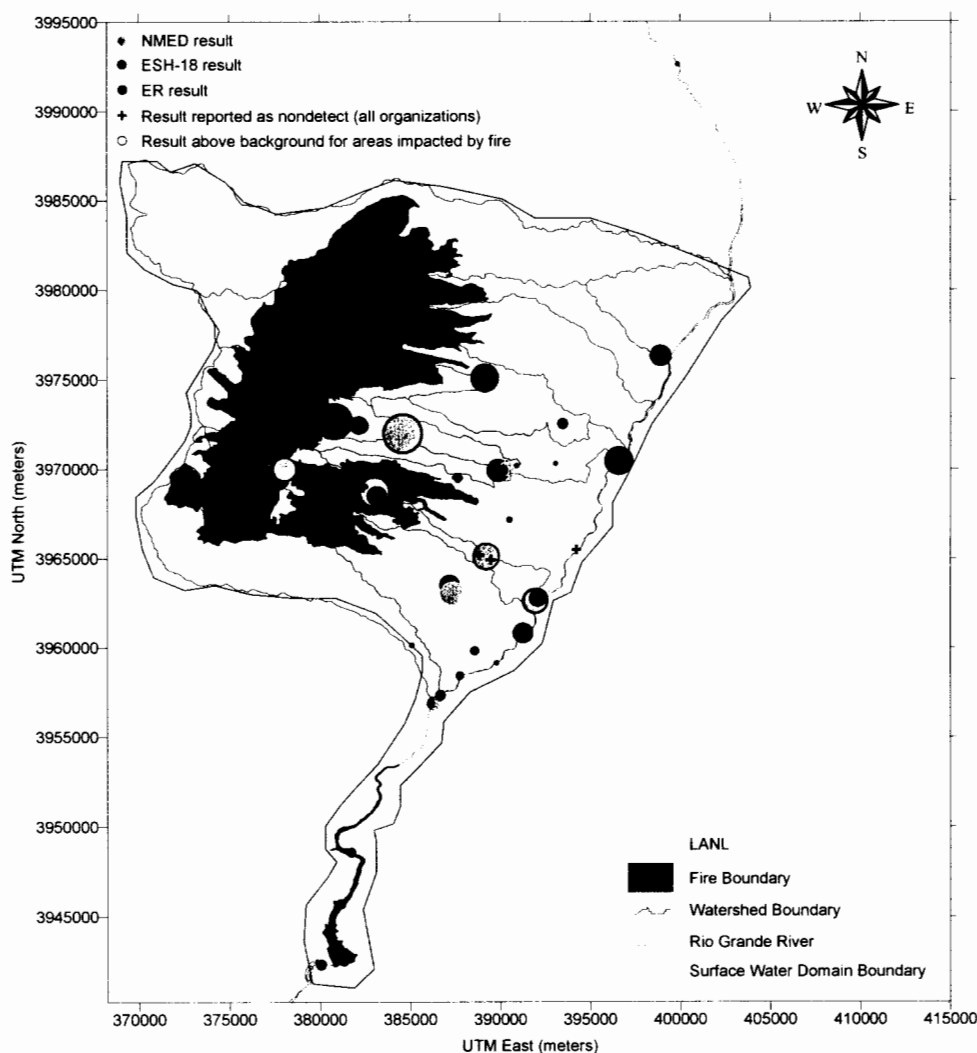 3995000
3990000
3985000
3980000
3975000
3970000
3965000
3960000
3955000
3950000
3945000
UTM North (meters)
NMED result
ESH-18 result
ER result
Result reported as nondetect (all organizations)
Result above background for areas impacted by fire
N
W
E
S
LANL
Fire Boundary
Watershed Boundary
Rio Grande River
Surface Water Domain Boundary
370000 375000 380000 385000 390000 395000 400000 405000 410000 415000
UTM East (meters)